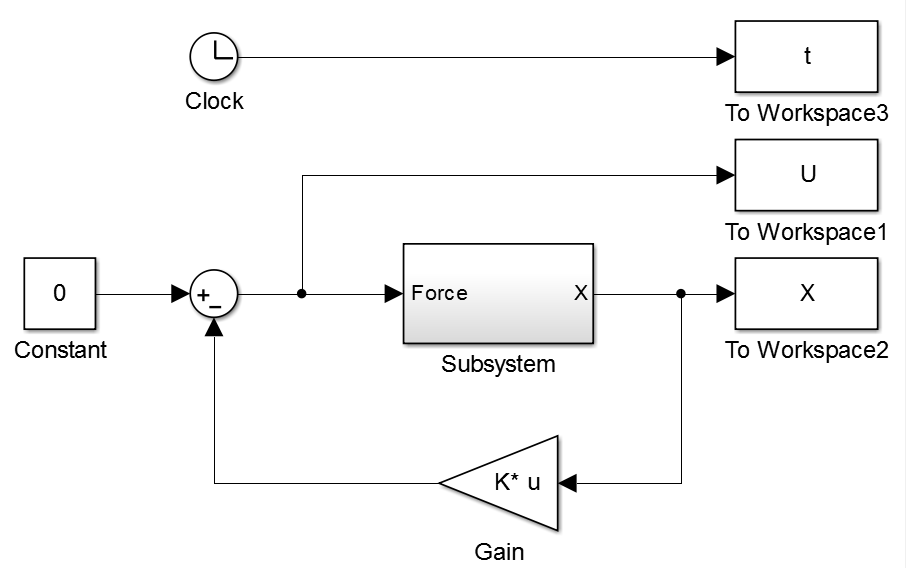 t
Clock
To Workspace3
U
To Workspace1
0
+
−
Force
X
X
Constant
Subsystem
To Workspace2
K* u
Gain